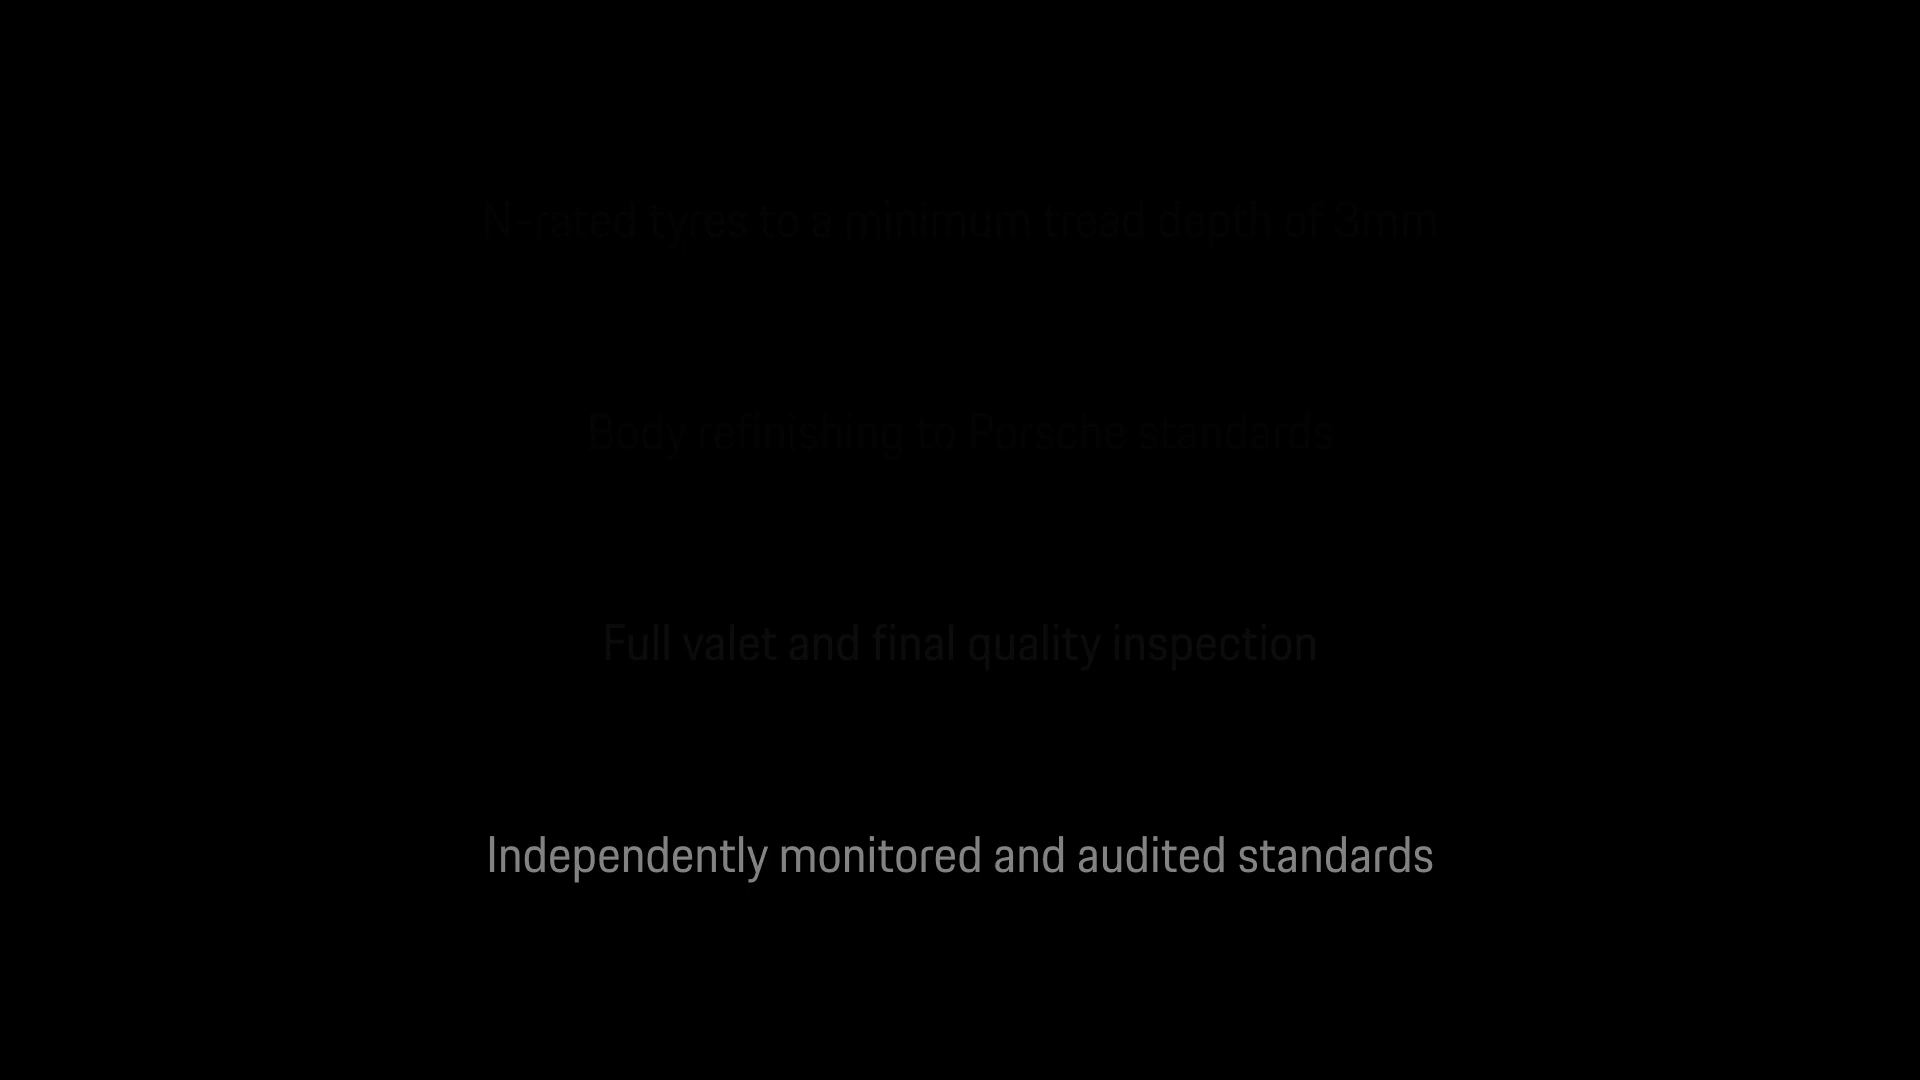 N-rated tyres to a minimum tread depth of 3mm
Body refinishing to Porsche standards
Full valet and final quality inspection
Independently monitored and audited standards